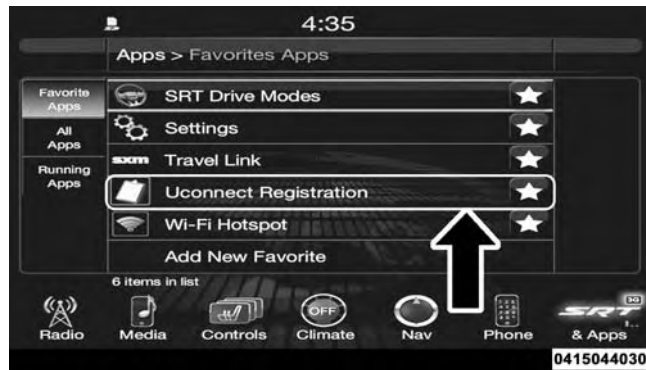 4:35
Apps > Favorites Apps
Favorite
Apps
All
Apps
Running
Apps
SRT Drive Modes
Settings
sxm Travel Link
Uconnect Registration
Wi-Fi Hotspot
Add New Favorite
6 items in list
OFF
3G
SRT
Radio
Media
Controls
Climate
Nav
Phone
& Apps
0415044030